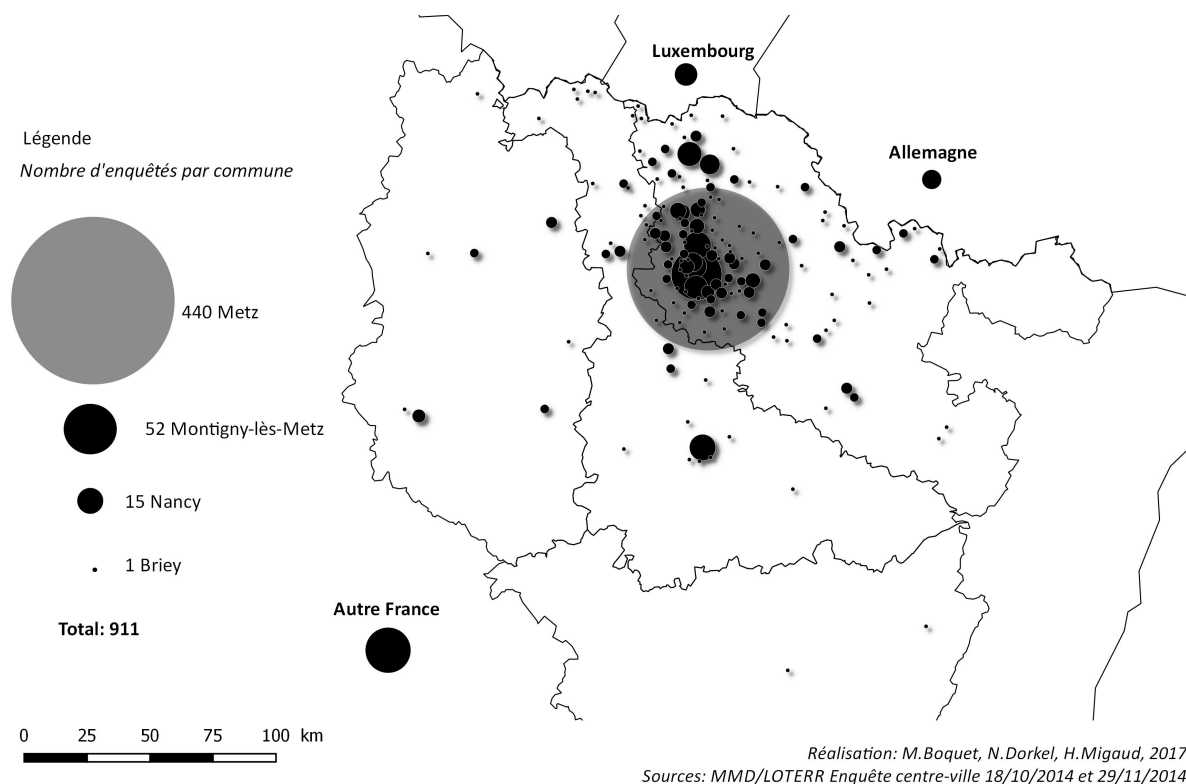 Luxembourg
Légende
Nombre d'enquêtés par commune
Allemagne
440 Metz
52 Montigny-lès-Metz
15 Nancy
1 Briey
Total: 911
Autre France
0 25 50 75 100 km
Réalisation: M.Boquet, N.Dorkel, H.Migaud, 2017
Sources: MMD/LOTERR Enquête centre-ville 18/10/2014 et 29/11/2014